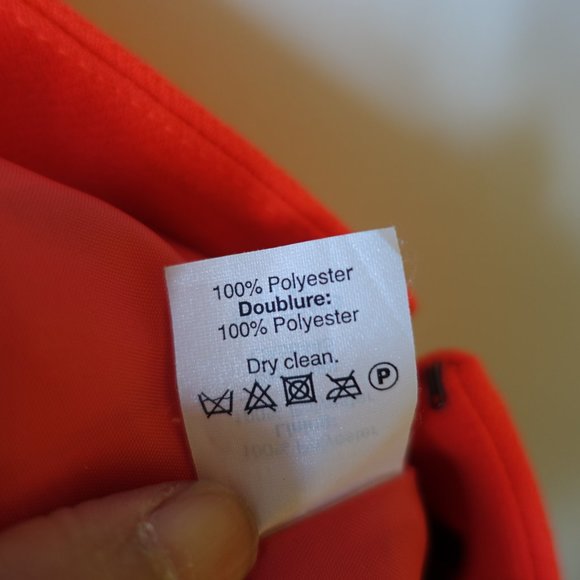 100% Polyester
Doublure:
100% Polyester
Dry clean.
P